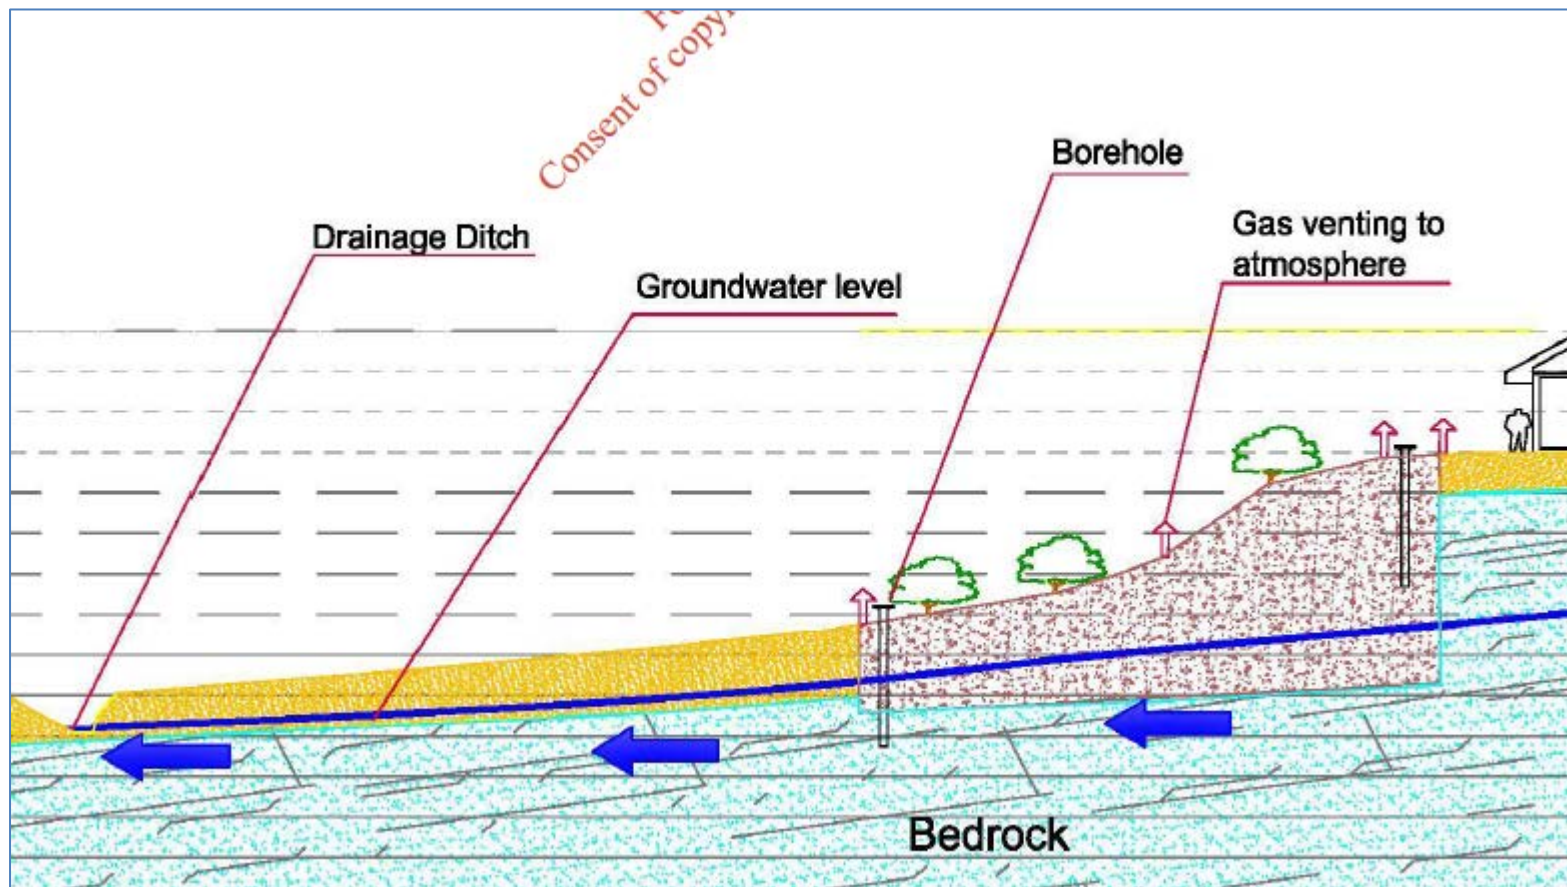 Consent of copy
Borehole
Gas venting to
atmosphere
Drainage Ditch
Groundwater level
Bedrock